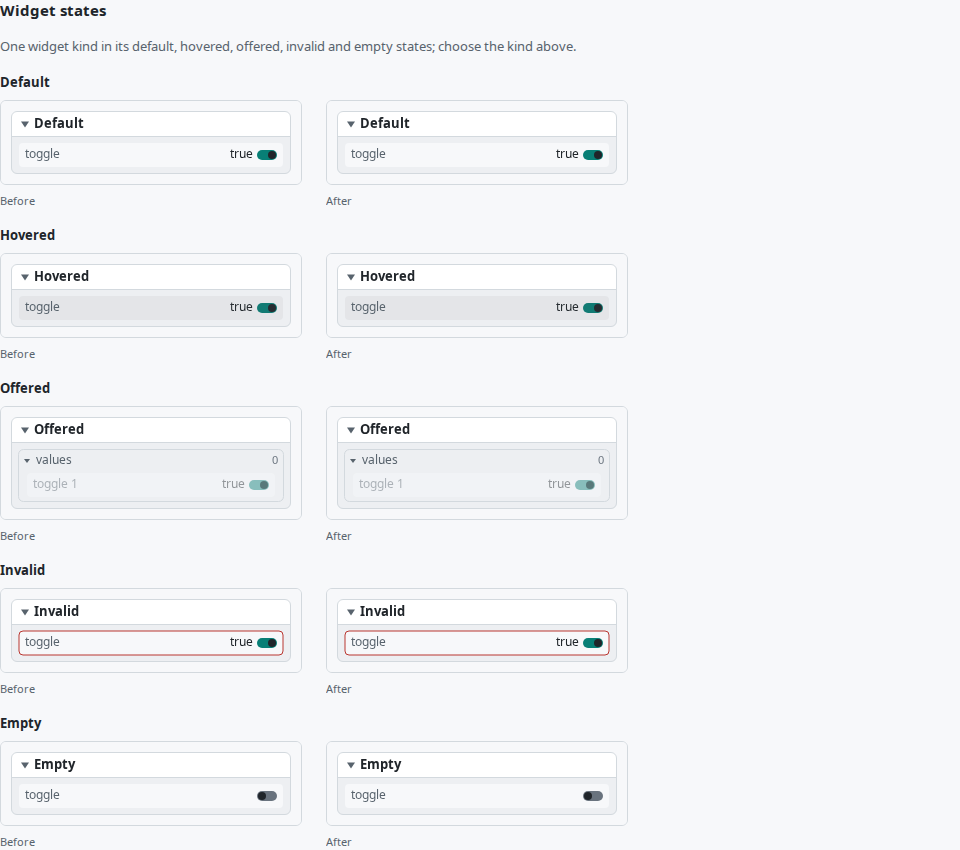 Widget states
One widget kind in its default, hovered, offered, invalid and empty states; choose the kind above.
Default
Default
toggle true
Before
Default
toggle true
After
Hovered
Hovered
toggle true
Before
Hovered
toggle true
After
Offered
Offered
values 0
toggle 1 true
Before
Offered
values 0
toggle 1 true
After
Invalid
Invalid
toggle true
Before
Invalid
toggle true
After
Empty
Empty
toggle
Before
Empty
toggle
After